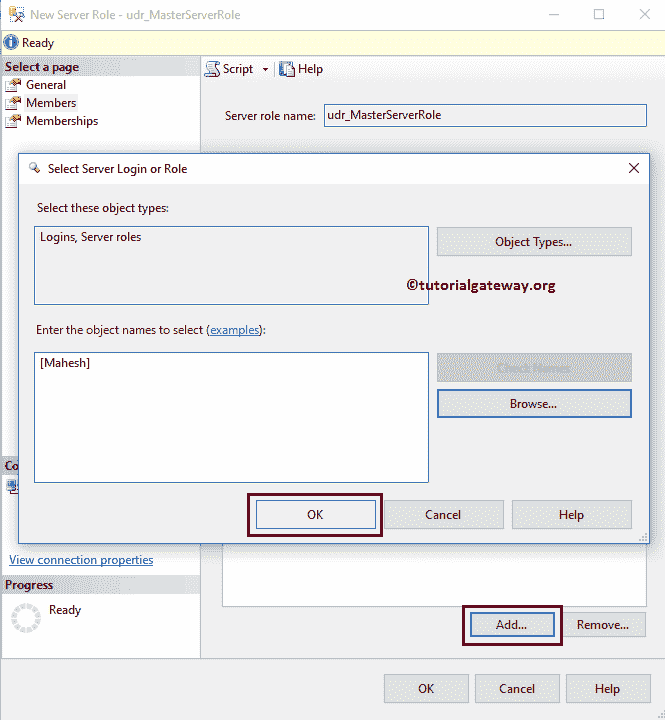 New Server Role - udr_MasterServerRole
Ready
Select a page
General
Members
Memberships
Script
Help
Server role name:
udr_MasterServerRole
Select Server Login or Role
Select these object types:
Logins, Server roles
Object Types...
©tutorialgateway.org
Enter the object names to select (examples):
[Mahesh]
Check Names
Browse...
OK
Cancel
Help
Co
View connection properties
Progress
Ready
Add...
Remove...
OK
Cancel
Help